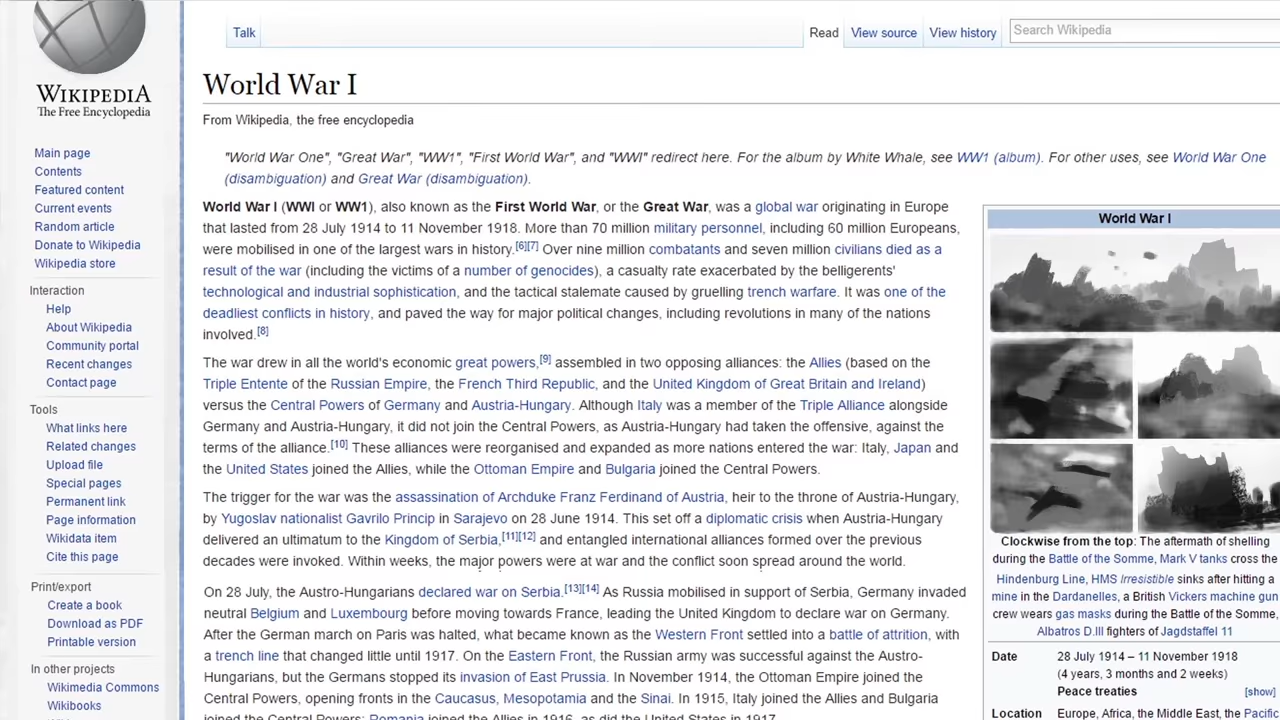 Talk
Read
View source
View history
Search Wikipedia
WIKIPEDIA
The Free Encyclopedia
Main page
Contents
Featured content
Current events
Random article
Donate to Wikipedia
Wikipedia store
Interaction
Help
About Wikipedia
Community portal
Recent changes
Contact page
Tools
What links here
Related changes
Upload file
Special pages
Permanent link
Page information
Wikidata item
Cite this page
Print/export
Create a book
Download as PDF
Printable version
In other projects
Wikimedia Commons
Wikibooks
World War I
From Wikipedia, the free encyclopedia
"World War One", "Great War", "WW1", "First World War", and "WWI" redirect here. For the album by White Whale, see WW1 (album). For other uses, see World War One
(disambiguation) and Great War (disambiguation).
World War I (WWI or WW1), also known as the First World War, or the Great War, was a global war originating in Europe
that lasted from 28 July 1914 to 11 November 1918. More than 70 million military personnel, including 60 million Europeans,
were mobilised in one of the largest wars in history.[6][7] Over nine million combatants and seven million civilians died as a
result of the war (including the victims of a number of genocides), a casualty rate exacerbated by the belligerents'
technological and industrial sophistication, and the tactical stalemate caused by gruelling trench warfare. It was one of the
deadliest conflicts in history, and paved the way for major political changes, including revolutions in many of the nations
involved.[8]
The war drew in all the world's economic great powers,[9] assembled in two opposing alliances: the Allies (based on the
Triple Entente of the Russian Empire, the French Third Republic, and the United Kingdom of Great Britain and Ireland)
versus the Central Powers of Germany and Austria-Hungary. Although Italy was a member of the Triple Alliance alongside
Germany and Austria-Hungary, it did not join the Central Powers, as Austria-Hungary had taken the offensive, against the
terms of the alliance.[10] These alliances were reorganised and expanded as more nations entered the war: Italy, Japan and
the United States joined the Allies, while the Ottoman Empire and Bulgaria joined the Central Powers.
The trigger for the war was the assassination of Archduke Franz Ferdinand of Austria, heir to the throne of Austria-Hungary,
by Yugoslav nationalist Gavrilo Princip in Sarajevo on 28 June 1914. This set off a diplomatic crisis when Austria-Hungary
delivered an ultimatum to the Kingdom of Serbia,[11][12] and entangled international alliances formed over the previous
decades were invoked. Within weeks, the major powers were at war and the conflict soon spread around the world.
On 28 July, the Austro-Hungarians declared war on Serbia.[13][14] As Russia mobilised in support of Serbia, Germany invaded
neutral Belgium and Luxembourg before moving towards France, leading the United Kingdom to declare war on Germany.
After the German march on Paris was halted, what became known as the Western Front settled into a battle of attrition, with
a trench line that changed little until 1917. On the Eastern Front, the Russian army was successful against the Austro-
Hungarians, but the Germans stopped its invasion of East Prussia. In November 1914, the Ottoman Empire joined the
Central Powers, opening fronts in the Caucasus, Mesopotamia and the Sinai. In 1915, Italy joined the Allies and Bulgaria
joined the Central Powers; Romania joined the Allies in 1916, as did the United States in 1917.
World War I
Clockwise from the top: The aftermath of shelling
during the Battle of the Somme, Mark V tanks cross the
Hindenburg Line, HMS Irresistible sinks after hitting a
mine in the Dardanelles, a British Vickers machine gun
crew wears gas masks during the Battle of the Somme,
Albatros D.III fighters of Jagdstaffel 11
Date 28 July 1914 – 11 November 1918
(4 years, 3 months and 2 weeks)
Peace treaties [show]
Location Europe, Africa, the Middle East, the Pacific